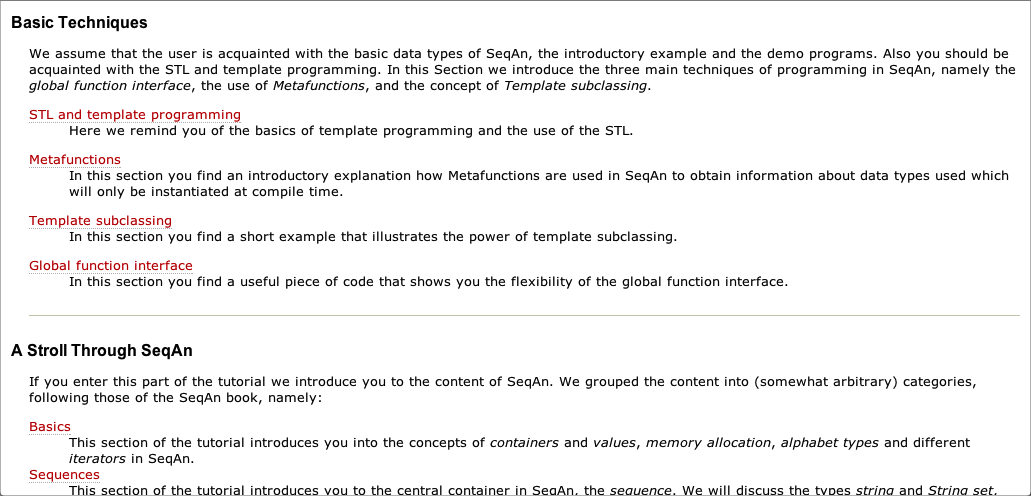 Basic Techniques
We assume that the user is acquainted with the basic data types of SeqAn, the introductory example and the demo programs. Also you should be
acquainted with the STL and template programming. In this Section we introduce the three main techniques of programming in SeqAn, namely the
global function interface, the use of Metafunctions, and the concept of Template subclassing.
STL and template programming
Here we remind you of the basics of template programming and the use of the STL.
Metafunctions
In this section you find an introductory explanation how Metafunctions are used in SeqAn to obtain information about data types used which
will only be instantiated at compile time.
Template subclassing
In this section you find a short example that illustrates the power of template subclassing.
Global function interface
In this section you find a useful piece of code that shows you the flexibility of the global function interface.
A Stroll Through SeqAn
If you enter this part of the tutorial we introduce you to the content of SeqAn. We grouped the content into (somewhat arbitrary) categories,
following those of the SeqAn book, namely:
Basics
This section of the tutorial introduces you into the concepts of containers and values, memory allocation, alphabet types and different
iterators in SeqAn.
Sequences
This section of the tutorial introduces you to the central container in SeqAn, the sequence. We will discuss the types string and String set,